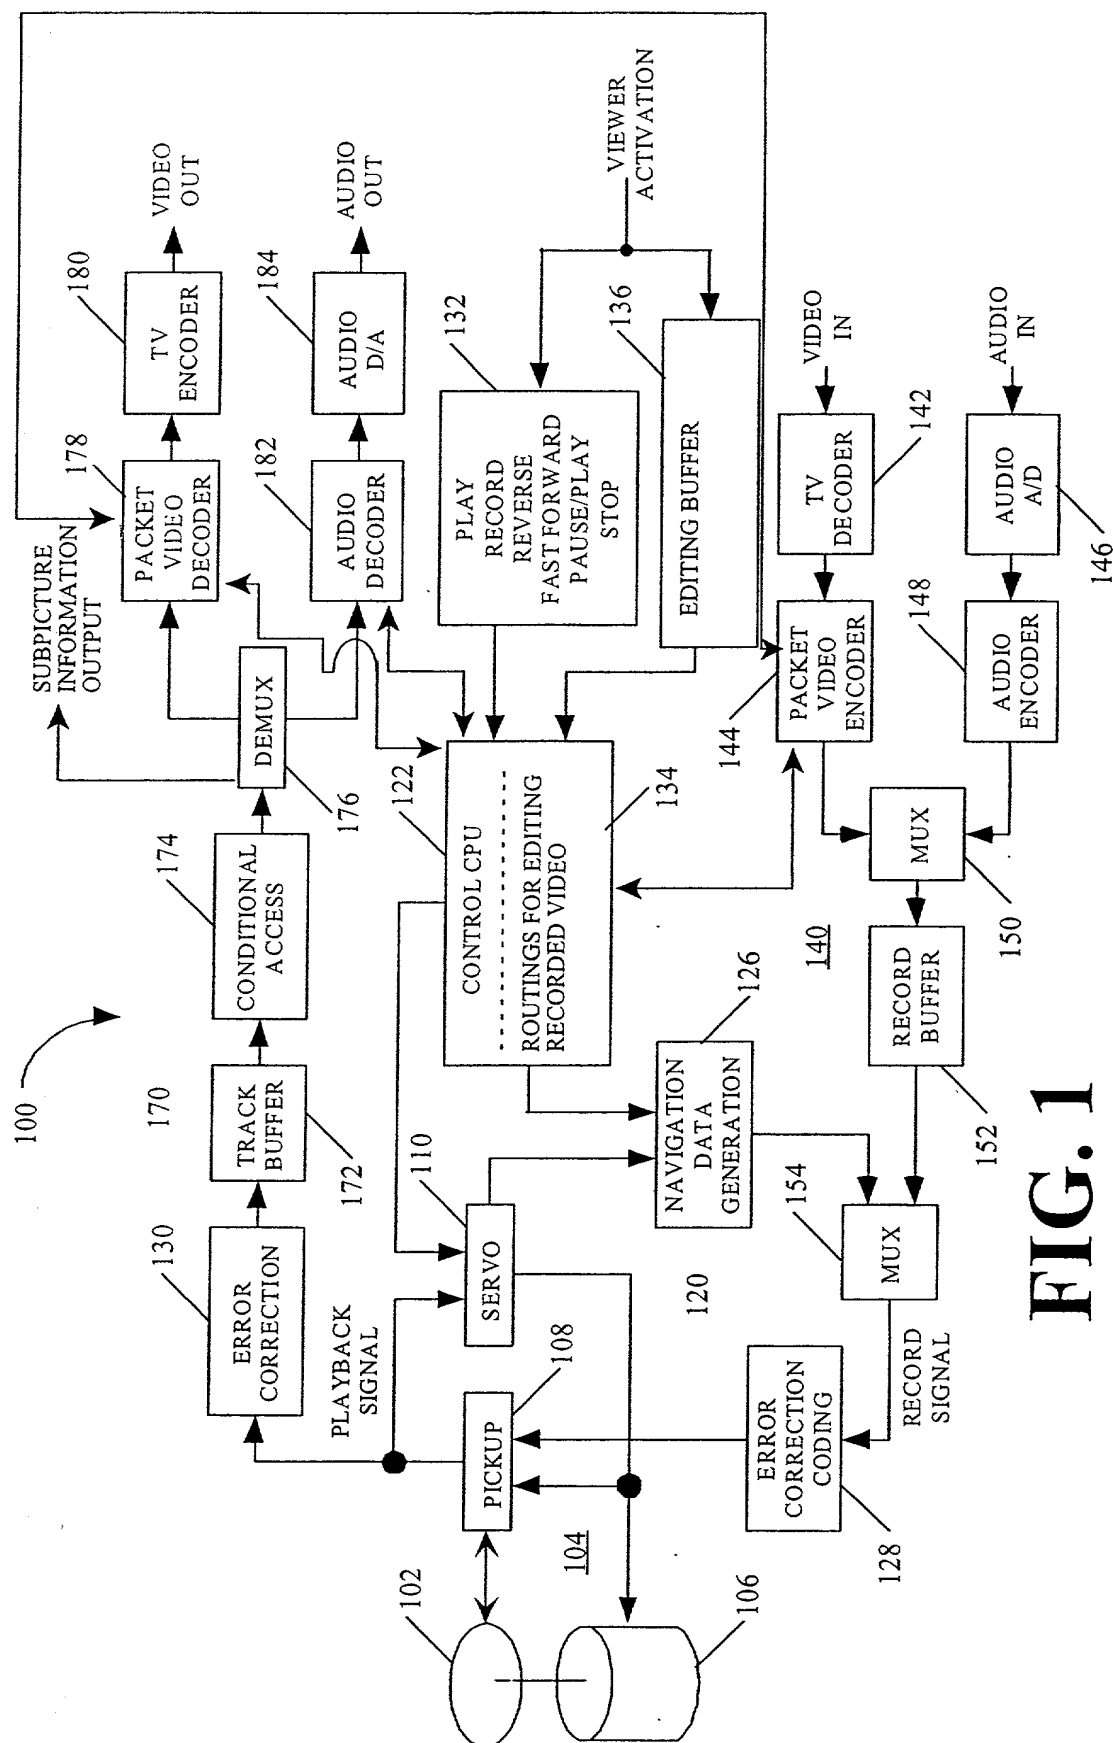 100
102
PICKUP
108
104
106
PLAYBACK
SIGNAL
SERVO
110
ERROR
CORRECTION
130
TRACK
BUFFER
172
170
CONDITIONAL
ACCESS
174
DEMUX
176
SUBPICTURE
INFORMATION
OUTPUT
PACKET
VIDEO
DECODER
178
TV
ENCODER
180
VIDEO
OUT
AUDIO
DECODER
182
AUDIO
D/A
184
AUDIO
OUT
CONTROL CPU
122
ROUTINGS FOR EDITING
RECORDED VIDEO
134
PLAY
RECORD
REVERSE
FAST FORWARD
PAUSE/PLAY
STOP
132
EDITING BUFFER
136
VIEWER
ACTIVATION
120
NAVIGATION
DATA
GENERATION
126
140
ERROR
CORRECTION
CODING
128
RECORD
SIGNAL
MUX
154
RECORD
BUFFER
152
MUX
150
PACKET
VIDEO
ENCODER
144
TV
DECODER
142
VIDEO
IN
AUDIO
ENCODER
148
AUDIO
A/D
146
AUDIO
IN
FIG. 1